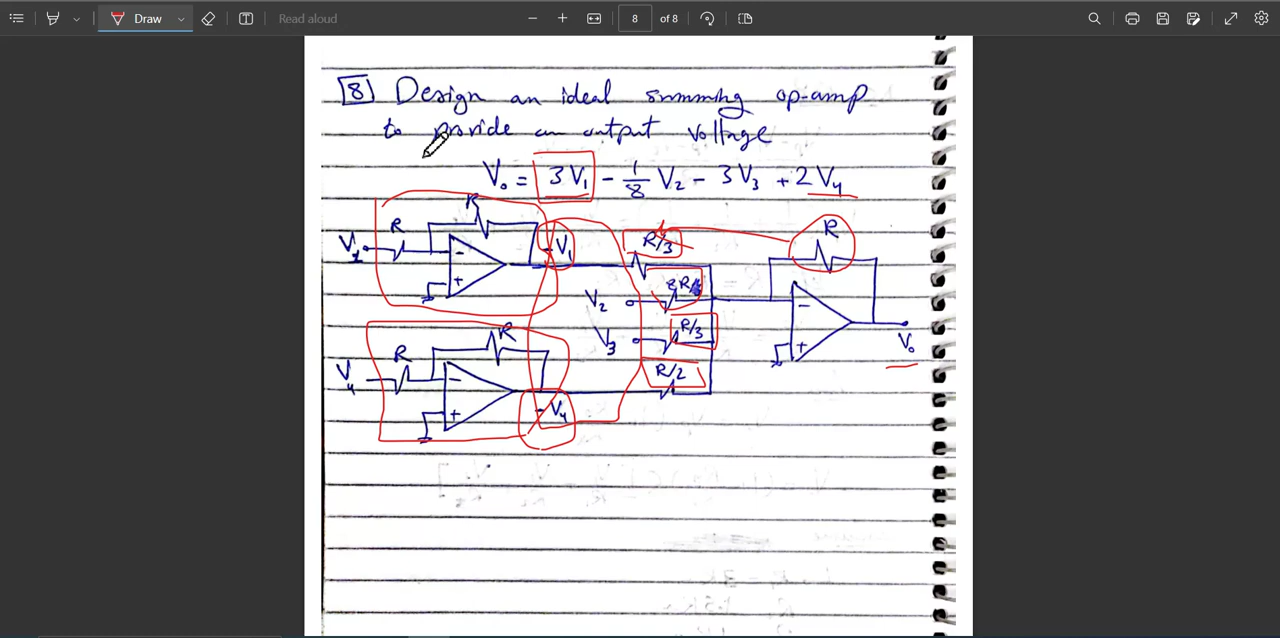 Draw
Read aloud
8 of 8
8 Design an ideal summing op-amp
to provide an output voltage
V₀ = 3V₁ - 1/8 V₂ - 3V₃ + 2V₄
R
R
V₁
- +
-V₁
R/3
R
8R
V₂
R/3
V₃
- +
V₀
R
R
V₄
R/2
- +
-V₄